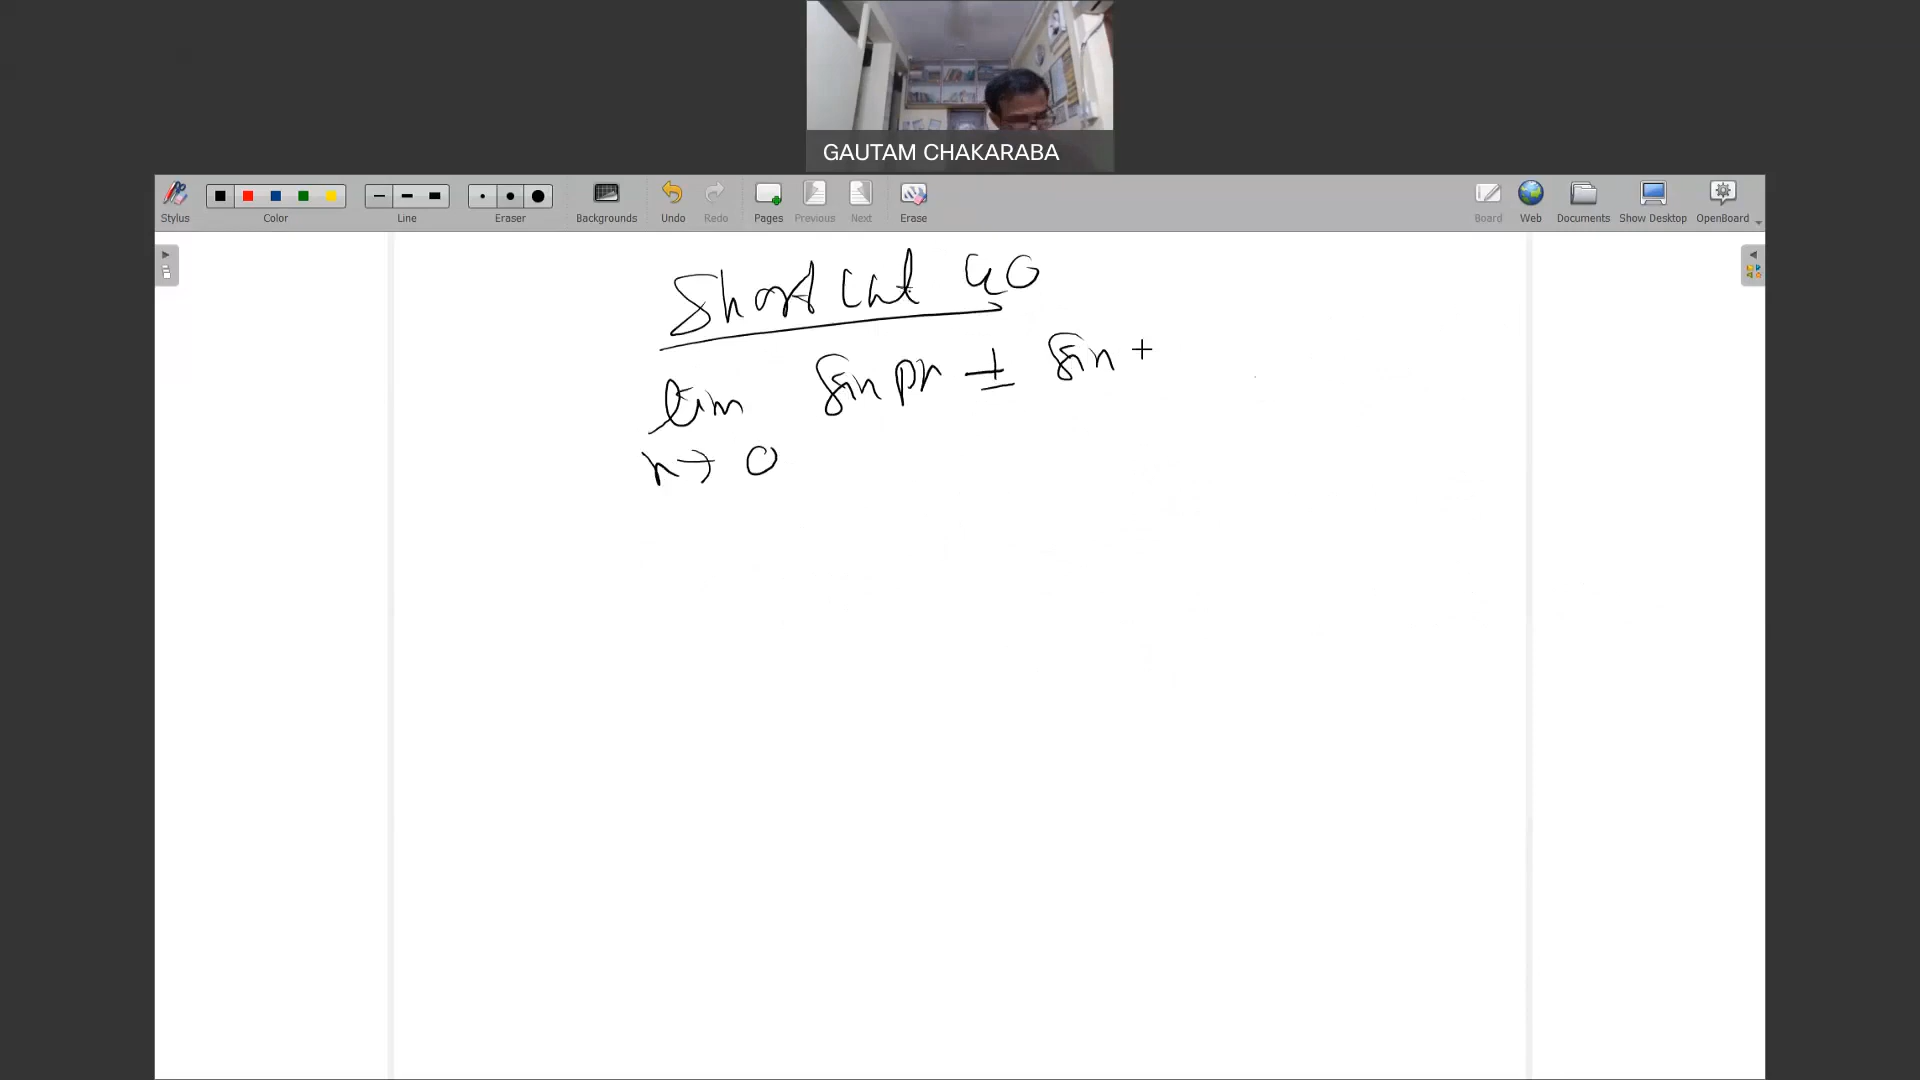 GAUTAM CHAKARABA
Stylus Color Line Eraser Backgrounds Undo Redo Pages Previous Next Erase Board Web Documents Show Desktop OpenBoard
Short Cut 40
lim sin px ± sin
x → 0